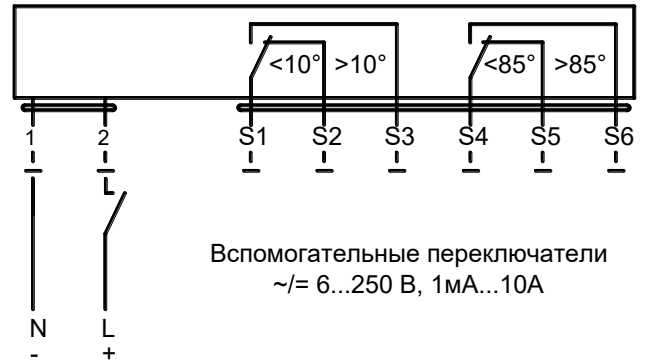 <10° >10° <85° >85°
1 2 S1 S2 S3 S4 S5 S6
Вспомогательные переключатели
~/= 6...250 В, 1мА...10А
N L
- +